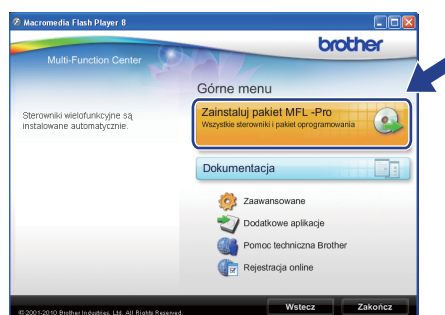 Macromedia Flash Player 8
brother
Multi-Function Center
Górne menu
Sterowniki wielofunkcyjne są
instalowane automatycznie.
Zainstaluj pakiet MFL -Pro
Wszystkie sterowniki i pakiet oprogramowania
Dokumentacja
Zaawansowane
Dodatkowe aplikacje
Pomoc techniczna Brother
Rejestracja online
© 2001-2010 Brother Industries, Ltd. All Rights Reserved.
Wstecz
Zakończ